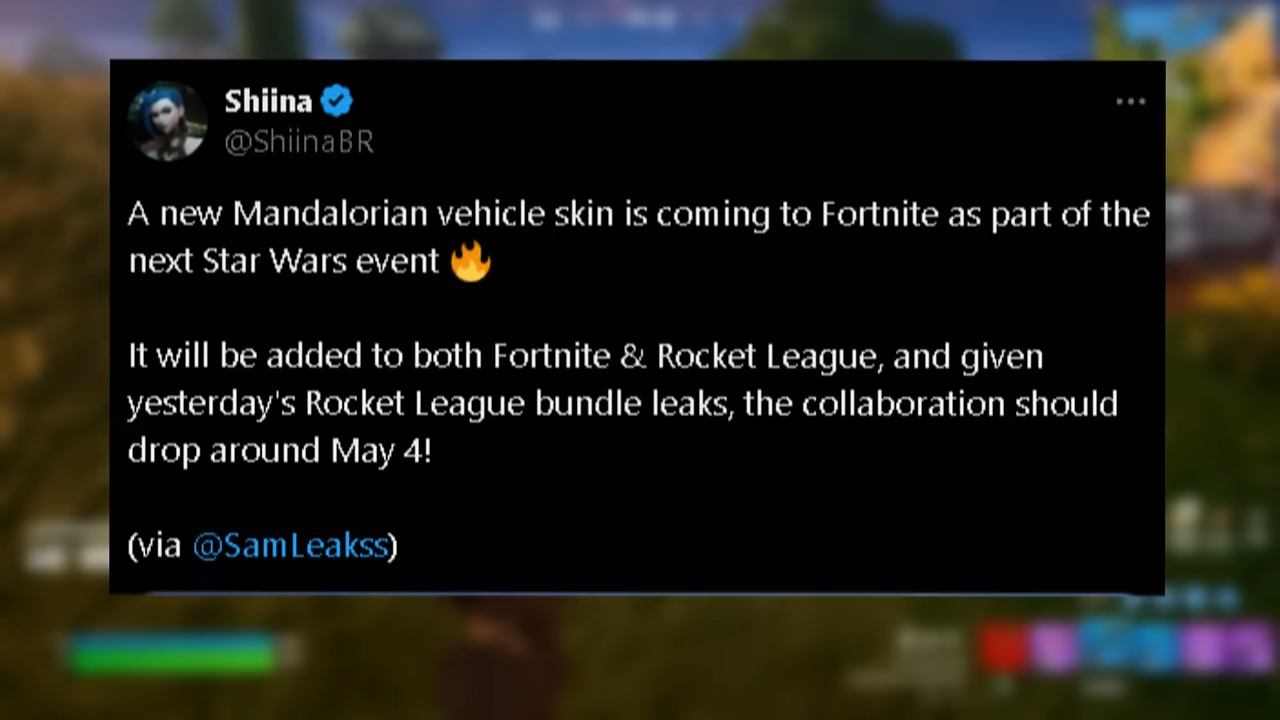 Shiina
@ShiinaBR
A new Mandalorian vehicle skin is coming to Fortnite as part of the
next Star Wars event 🔥
It will be added to both Fortnite & Rocket League, and given
yesterday's Rocket League bundle leaks, the collaboration should
drop around May 4!
(via @SamLeakss)